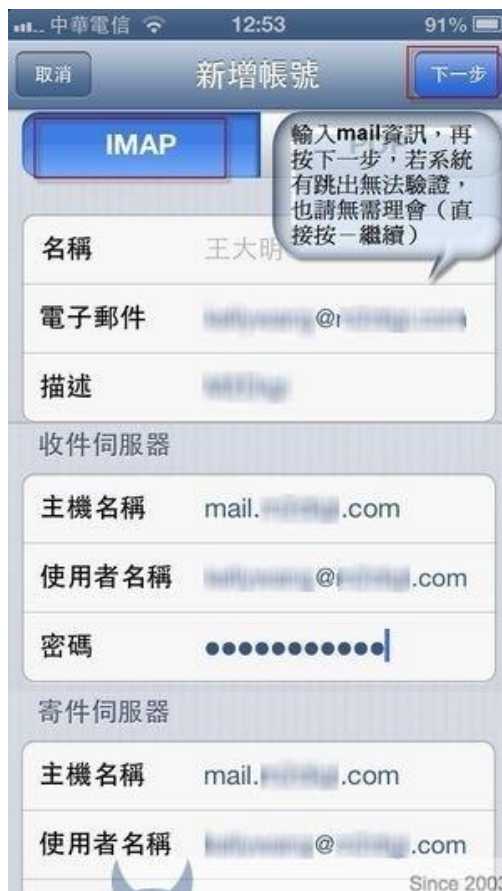 中華電信 12:53 91%
取消 新增帳號 下一步
IMAP
輸入mail資訊，再
按下一步，若系統
有跳出無法驗證，
也請無需理會（直
接按－繼續）
名稱 王大明
電子郵件 @
描述
收件伺服器
主機名稱 mail. .com
使用者名稱 @ .com
密碼 ●●●●●●●●●●●
寄件伺服器
主機名稱 mail. .com
使用者名稱 @ .com
Since 200